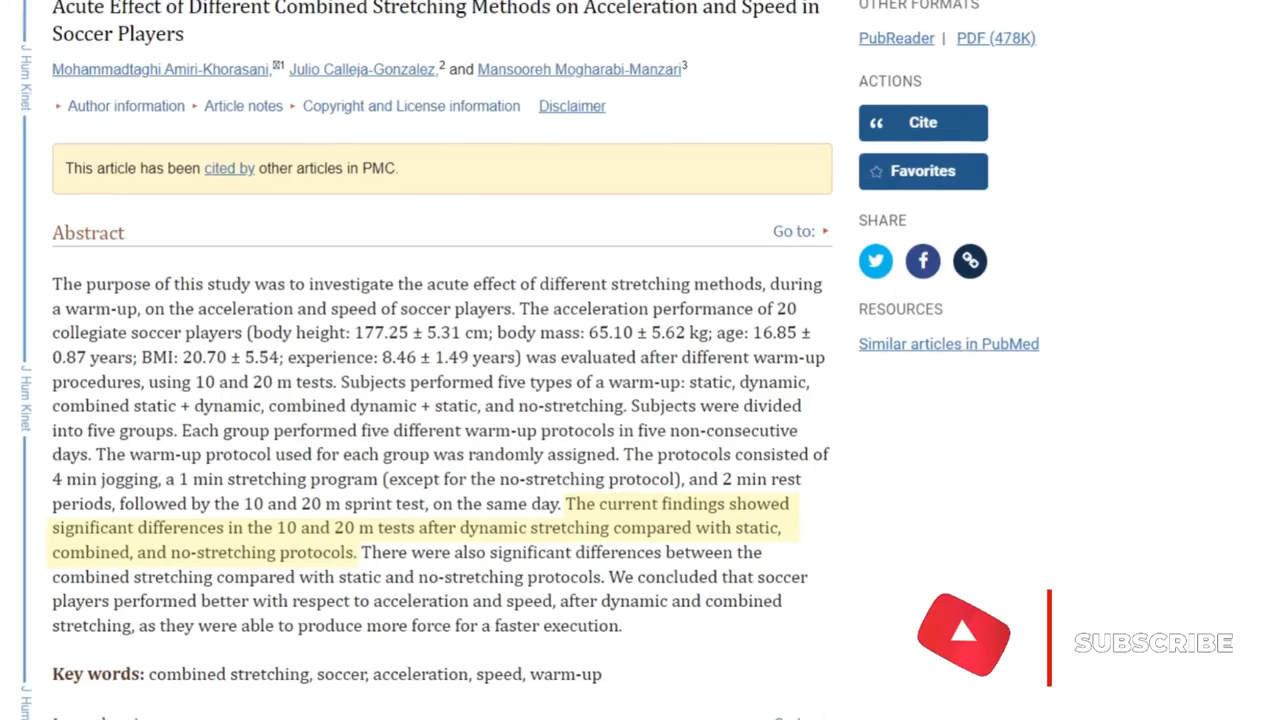 Acute Effect of Different Combined Stretching Methods on Acceleration and Speed in
Soccer Players
Mohammadtaghi Amiri-Khorasani,✉1 Julio Calleja-Gonzalez,2 and Mansooreh Mogharabi-Manzari3
▸ Author information ▸ Article notes ▸ Copyright and License information Disclaimer
This article has been cited by other articles in PMC.
Abstract
Go to: ▸
The purpose of this study was to investigate the acute effect of different stretching methods, during
a warm-up, on the acceleration and speed of soccer players. The acceleration performance of 20
collegiate soccer players (body height: 177.25 ± 5.31 cm; body mass: 65.10 ± 5.62 kg; age: 16.85 ±
0.87 years; BMI: 20.70 ± 5.54; experience: 8.46 ± 1.49 years) was evaluated after different warm-up
procedures, using 10 and 20 m tests. Subjects performed five types of a warm-up: static, dynamic,
combined static + dynamic, combined dynamic + static, and no-stretching. Subjects were divided
into five groups. Each group performed five different warm-up protocols in five non-consecutive
days. The warm-up protocol used for each group was randomly assigned. The protocols consisted of
4 min jogging, a 1 min stretching program (except for the no-stretching protocol), and 2 min rest
periods, followed by the 10 and 20 m sprint test, on the same day. The current findings showed
significant differences in the 10 and 20 m tests after dynamic stretching compared with static,
combined, and no-stretching protocols. There were also significant differences between the
combined stretching compared with static and no-stretching protocols. We concluded that soccer
players performed better with respect to acceleration and speed, after dynamic and combined
stretching, as they were able to produce more force for a faster execution.
Key words: combined stretching, soccer, acceleration, speed, warm-up
J Hum Kinet
J Hum Kinet
J Hum
OTHER FORMATS
PubReader | PDF (478K)
ACTIONS
Cite
Favorites
SHARE
RESOURCES
Similar articles in PubMed
SUBSCRIBE